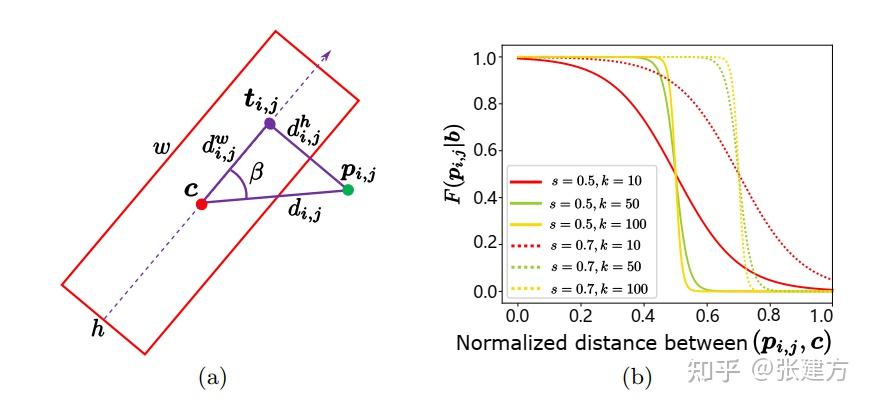 w
h
c
t_{i,j}
d^w_{i,j}
d^h_{i,j}
β
p_{i,j}
d_{i,j}
(a)
F(p_{i,j}|b)
1.0
0.8
0.6
0.4
0.2
0.0
s = 0.5, k = 10
s = 0.5, k = 50
s = 0.5, k = 100
s = 0.7, k = 10
s = 0.7, k = 50
s = 0.7, k = 100
0.0 0.2 0.4 0.6 0.8 1.0
Normalized distance between (p_{i,j}, c)
(b)
知乎 @张建方